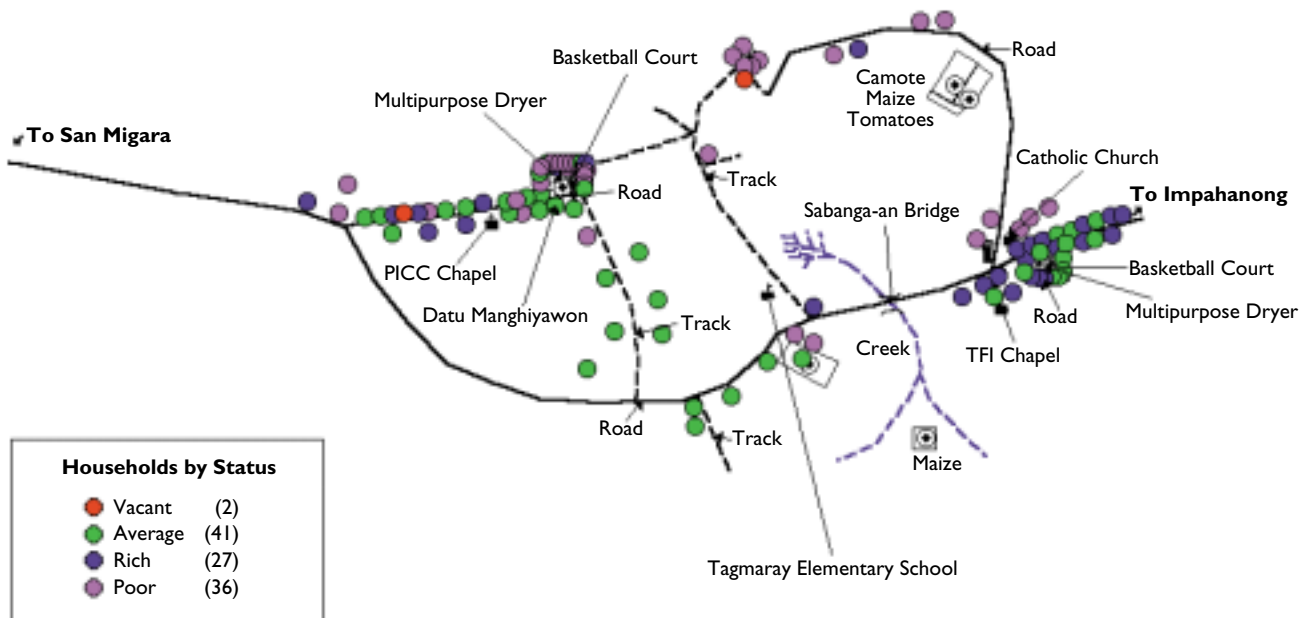 Basketball Court
Multipurpose Dryer
To San Migara
Road
Camote
Maize
Tomatoes
Road
Track
Catholic Church
To Impahanong
Sabanga-an Bridge
PICC Chapel
Datu Manghiyawon
Track
Basketball Court
Multipurpose Dryer
Road
Creek
TFI Chapel
Road
Track
Maize
Tagmaray Elementary School
Households by Status
Vacant (2)
Average (41)
Rich (27)
Poor (36)